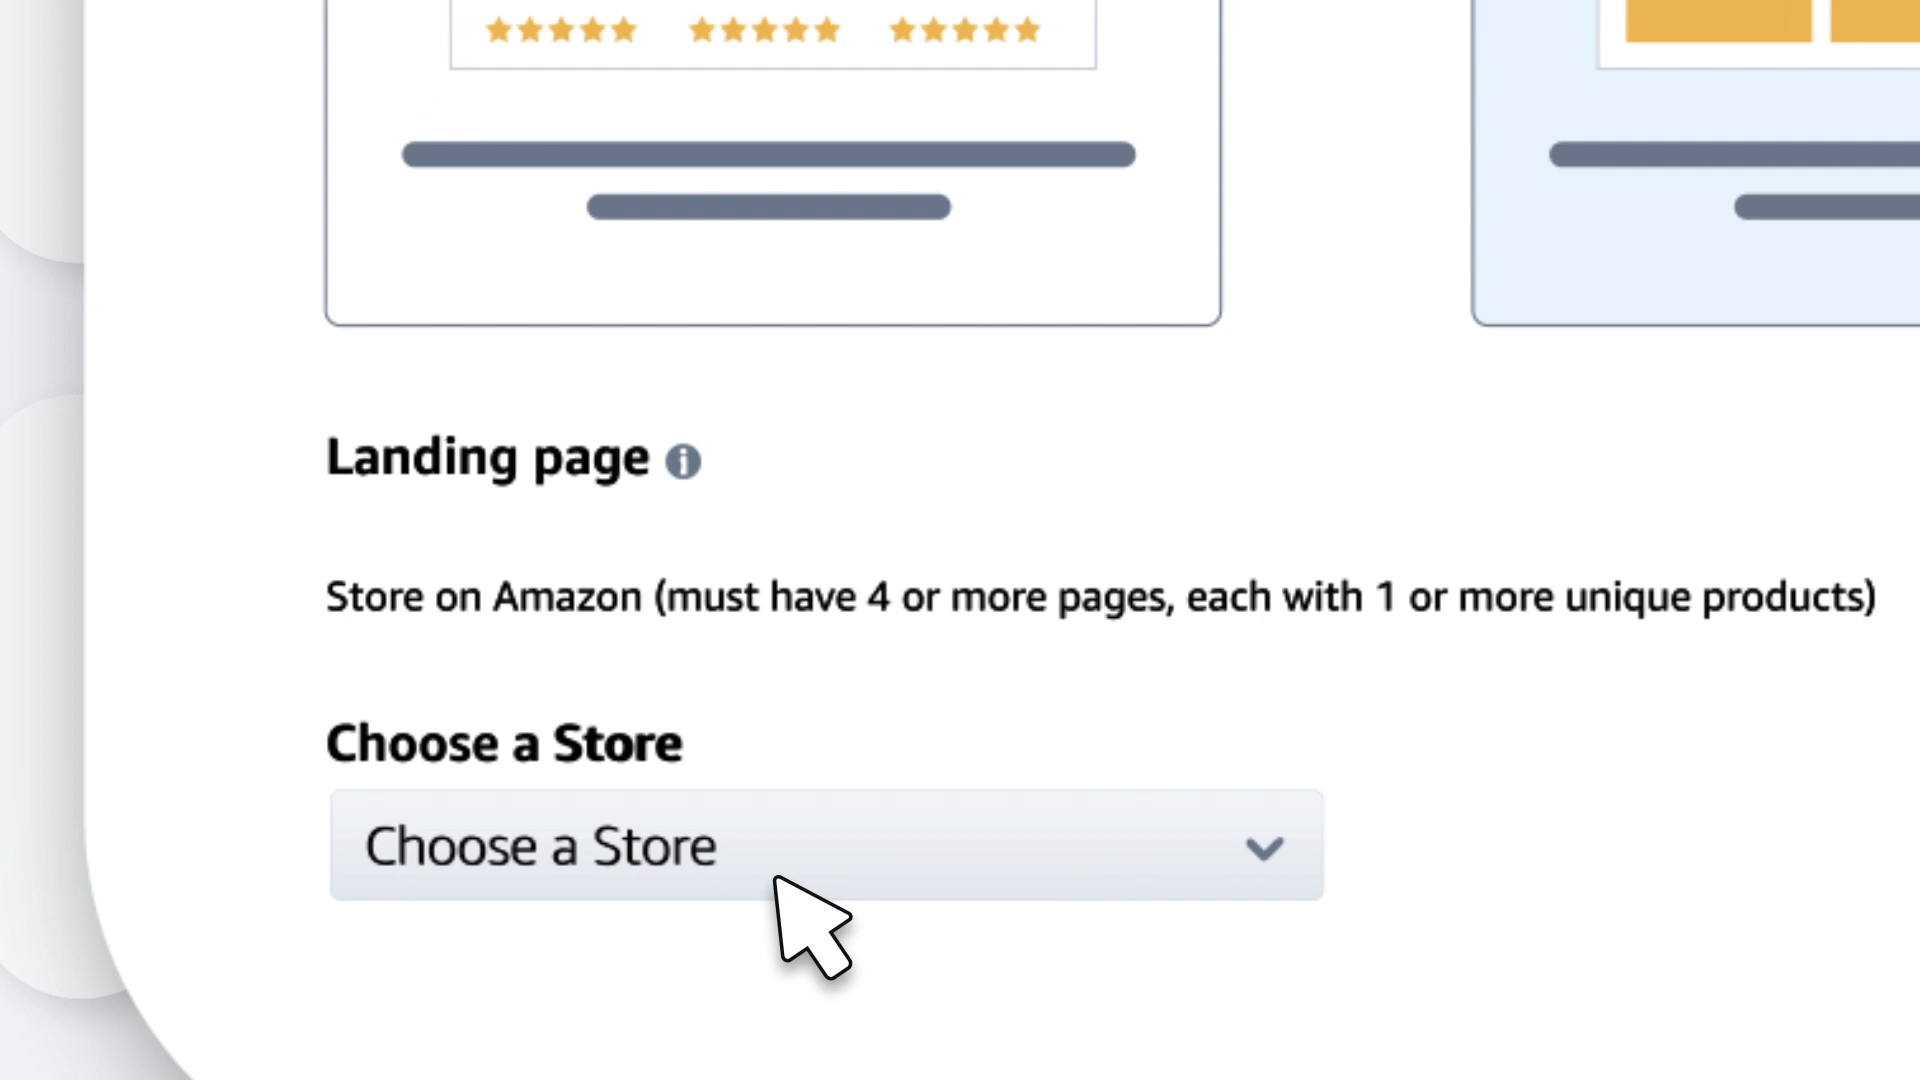 Landing page
Store on Amazon (must have 4 or more pages, each with 1 or more unique products)
Choose a Store
Choose a Store